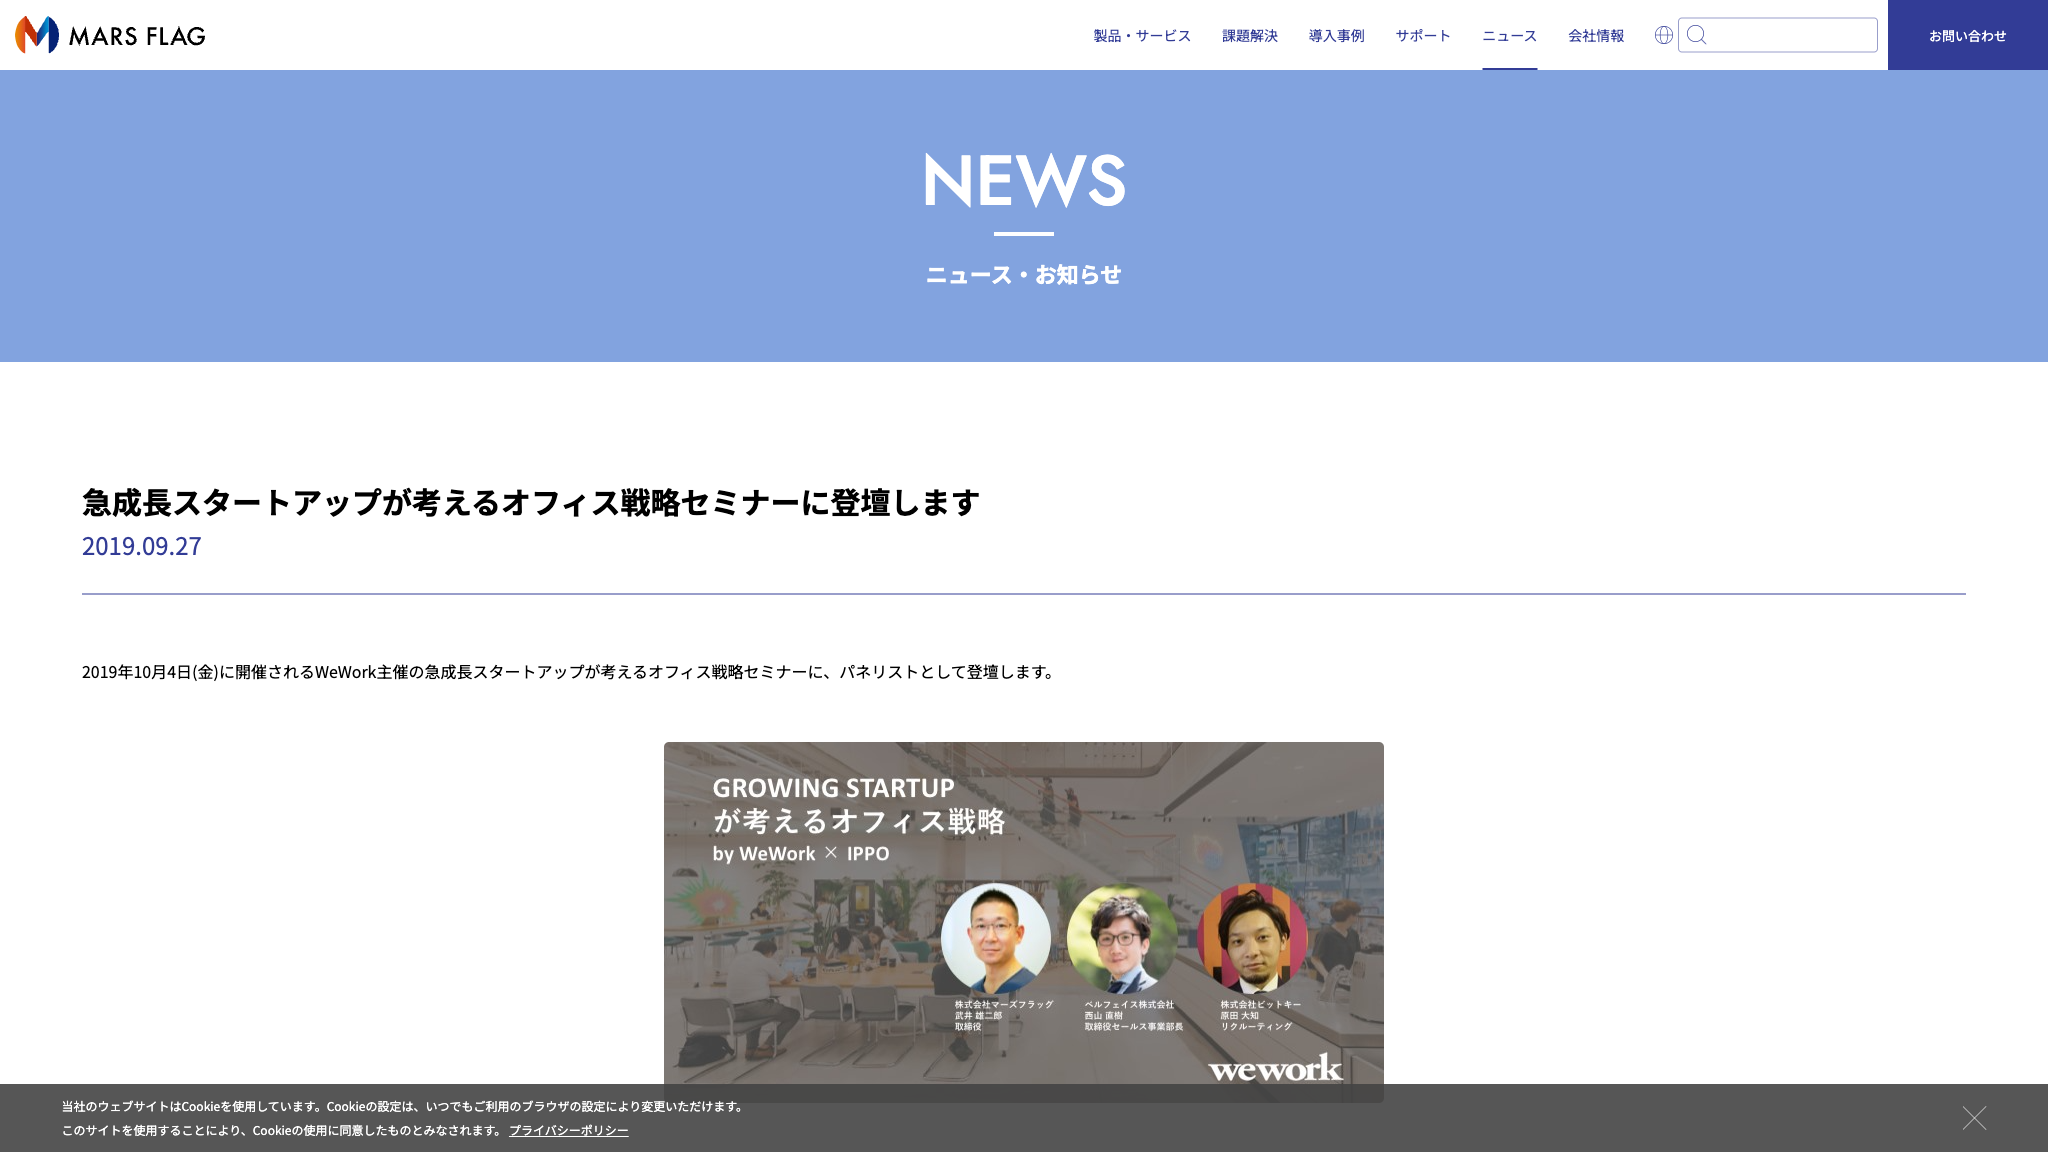 MARS FLAG
製品・サービス
課題解決
導入事例
サポート
ニュース
会社情報
お問い合わせ
NEWS
ニュース・お知らせ
急成長スタートアップが考えるオフィス戦略セミナーに登壇します
2019.09.27
2019年10月4日(金)に開催されるWeWork主催の急成長スタートアップが考えるオフィス戦略セミナーに、パネリストとして登壇します。
GROWING STARTUP
が考えるオフィス戦略
by WeWork × IPPO
株式会社マーズフラッグ
武井 雄二郎
取締役
ベルフェイス株式会社
西山 直樹
取締役セールス事業部長
株式会社ビットキー
原田 大知
リクルーティング
wework
当社のウェブサイトはCookieを使用しています。Cookieの設定は、いつでもご利用のブラウザの設定により変更いただけます。
このサイトを使用することにより、Cookieの使用に同意したものとみなされます。 プライバシーポリシー